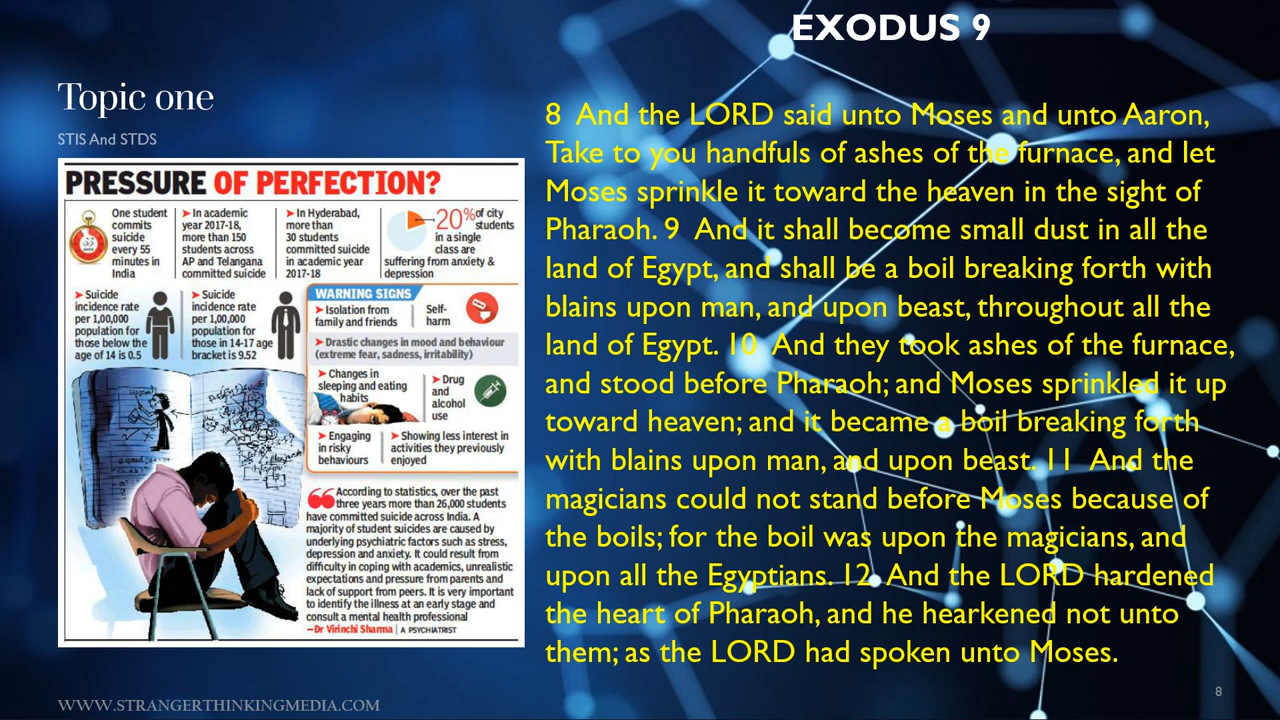 EXODUS 9
Topic one
STIS And STDS
PRESSURE OF PERFECTION?
One student
commits
suicide
every 55
minutes in
India
➤ In academic
year 2017-18,
more than 150
students across
AP and Telangana
committed suicide
➤ In Hyderabad,
more than
30 students
committed suicide
in academic year
2017-18
20% of city
students
in a single
class are
suffering from anxiety &
depression
➤ Suicide
incidence rate
per 1,00,000
population for
those below the
age of 14 is 0.5
➤ Suicide
incidence rate
per 1,00,000
population for
those in 14-17 age
bracket is 9.52
WARNING SIGNS
➤ Isolation from
family and friends
Self-
harm
➤ Drastic changes in mood and behaviour
(extreme fear, sadness, irritability)
➤ Changes in
sleeping and eating
habits
➤ Drug
and
alcohol
use
➤ Engaging
in risky
behaviours
➤ Showing less interest in
activities they previously
enjoyed
“According to statistics, over the past
three years more than 26,000 students
have committed suicide across India. A
majority of student suicides are caused by
underlying psychiatric factors such as stress,
depression and anxiety. It could result from
difficulty in coping with academics, unrealistic
expectations and pressure from parents and
lack of support from peers. It is very important
to identify the illness at an early stage and
consult a mental health professional
—Dr Virinchi Sharma | A PSYCHIATRIST
8 And the LORD said unto Moses and unto Aaron,
Take to you handfuls of ashes of the furnace, and let
Moses sprinkle it toward the heaven in the sight of
Pharaoh. 9 And it shall become small dust in all the
land of Egypt, and shall be a boil breaking forth with
blains upon man, and upon beast, throughout all the
land of Egypt. 10 And they took ashes of the furnace,
and stood before Pharaoh; and Moses sprinkled it up
toward heaven; and it became a boil breaking forth
with blains upon man, and upon beast. 11 And the
magicians could not stand before Moses because of
the boils; for the boil was upon the magicians, and
upon all the Egyptians. 12 And the LORD hardened
the heart of Pharaoh, and he hearkened not unto
them; as the LORD had spoken unto Moses.
WWW.STRANGERTHINKINGMEDIA.COM
8